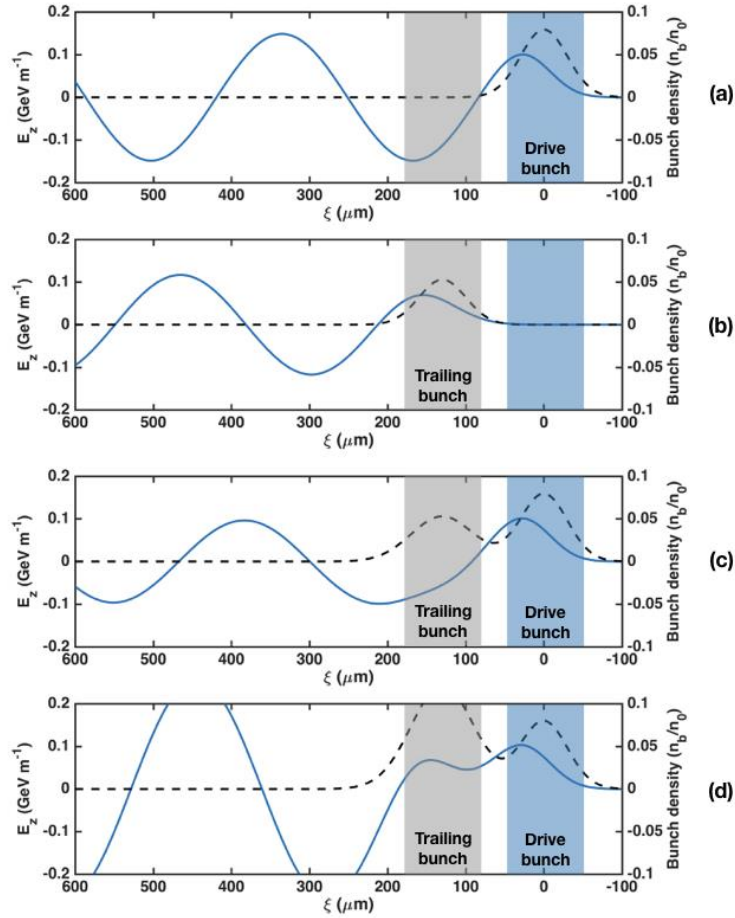 0.2 0.1
0.1 0.05
0 0
-0.1 -0.05
-0.2 -0.1
E_z (GeV m^-1)
Bunch density (n_b/n_0)
Drive
bunch
(a)
600 500 400 300 200 100 0 -100
ξ (μm)
0.2 0.1
0.1 0.05
0 0
-0.1 -0.05
-0.2 -0.1
E_z (GeV m^-1)
Bunch density (n_b/n_0)
Trailing
bunch
(b)
600 500 400 300 200 100 0 -100
ξ (μm)
0.2 0.1
0.1 0.05
0 0
-0.1 -0.05
-0.2 -0.1
E_z (GeV m^-1)
Bunch density (n_b/n_0)
Trailing Drive
bunch bunch
(c)
600 500 400 300 200 100 0 -100
ξ (μm)
0.2 0.1
0.1 0.05
0 0
-0.1 -0.05
-0.2 -0.1
E_z (GeV m^-1)
Bunch density (n_b/n_0)
Trailing Drive
bunch bunch
(d)
600 500 400 300 200 100 0 -100
ξ (μm)